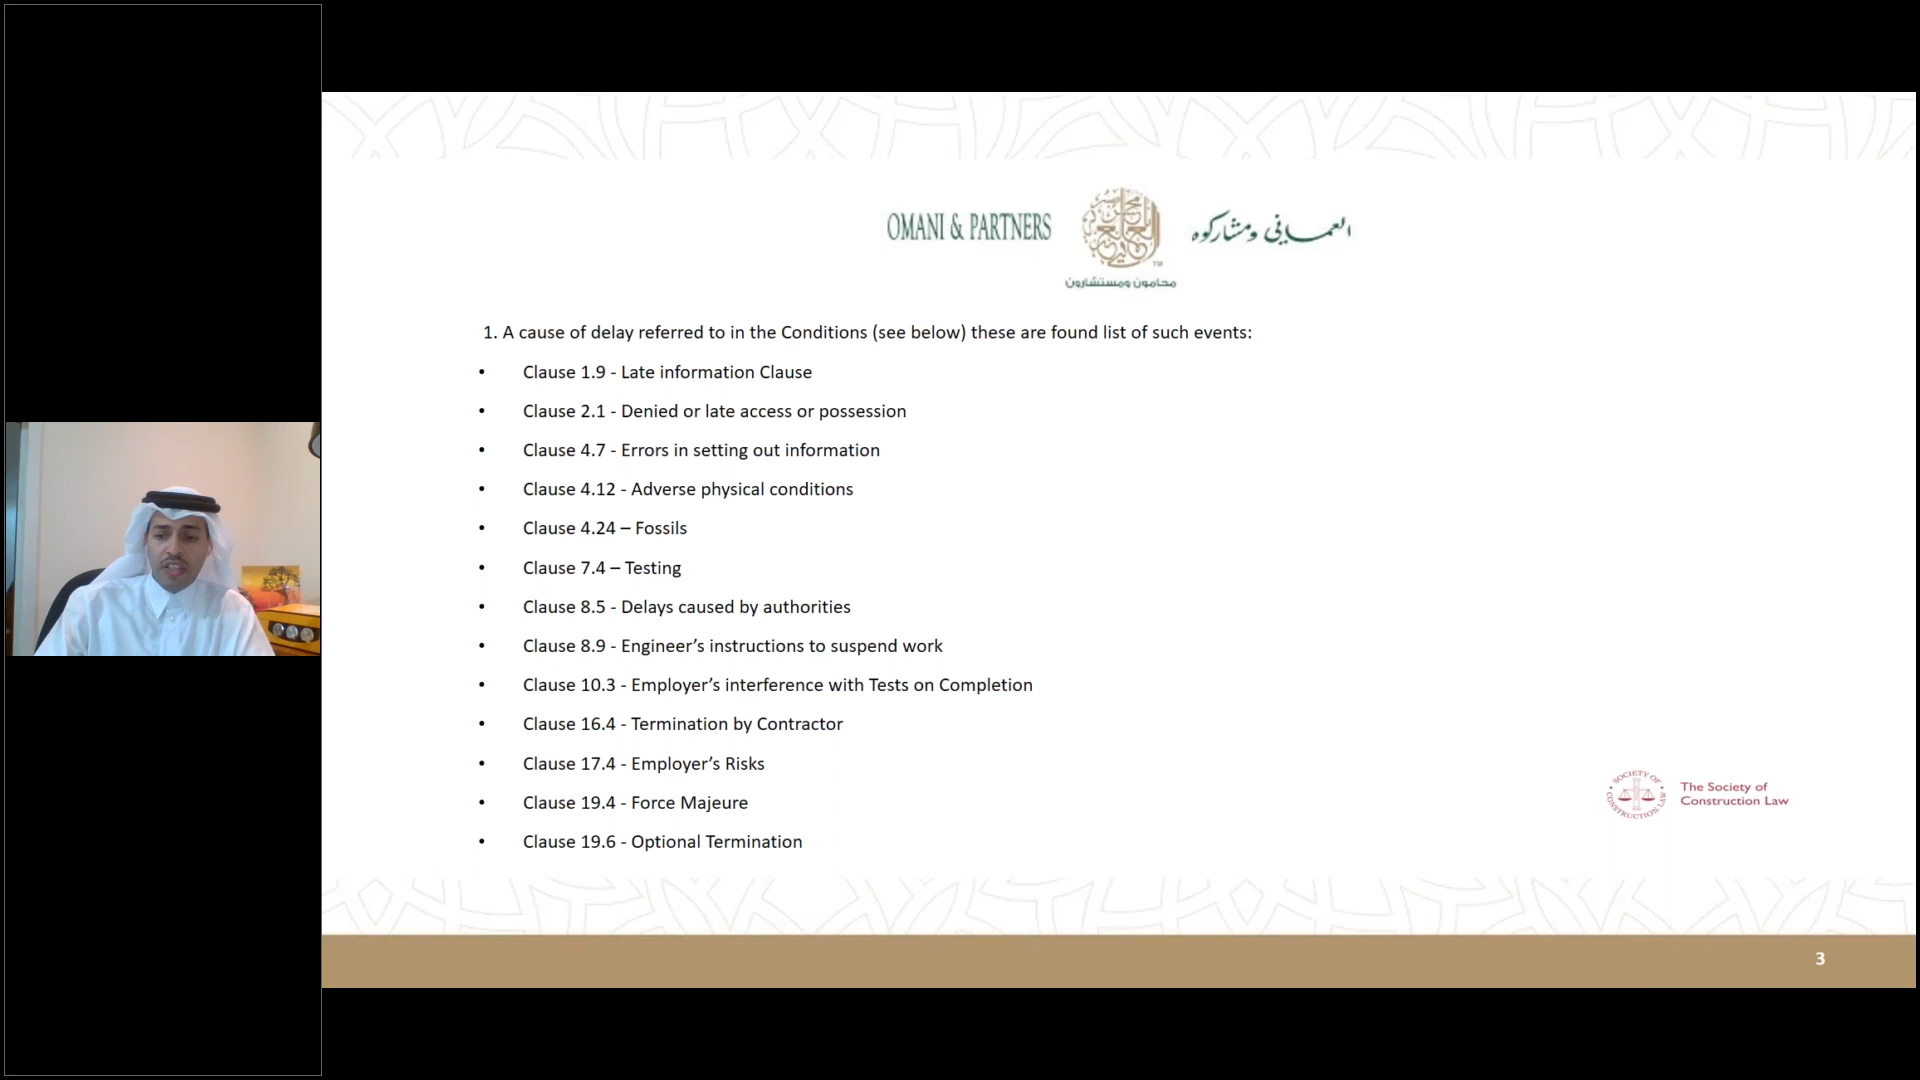 OMANI & PARTNERS
العماني ومشاركوه
TM
محامون ومستشارون
1. A cause of delay referred to in the Conditions (see below) these are found list of such events:
• Clause 1.9 - Late information Clause
• Clause 2.1 - Denied or late access or possession
• Clause 4.7 - Errors in setting out information
• Clause 4.12 - Adverse physical conditions
• Clause 4.24 – Fossils
• Clause 7.4 – Testing
• Clause 8.5 - Delays caused by authorities
• Clause 8.9 - Engineer’s instructions to suspend work
• Clause 10.3 - Employer’s interference with Tests on Completion
• Clause 16.4 - Termination by Contractor
• Clause 17.4 - Employer’s Risks
• Clause 19.4 - Force Majeure
• Clause 19.6 - Optional Termination
SOCIETY OF
CONSTRUCTION LAW
The Society of
Construction Law
3